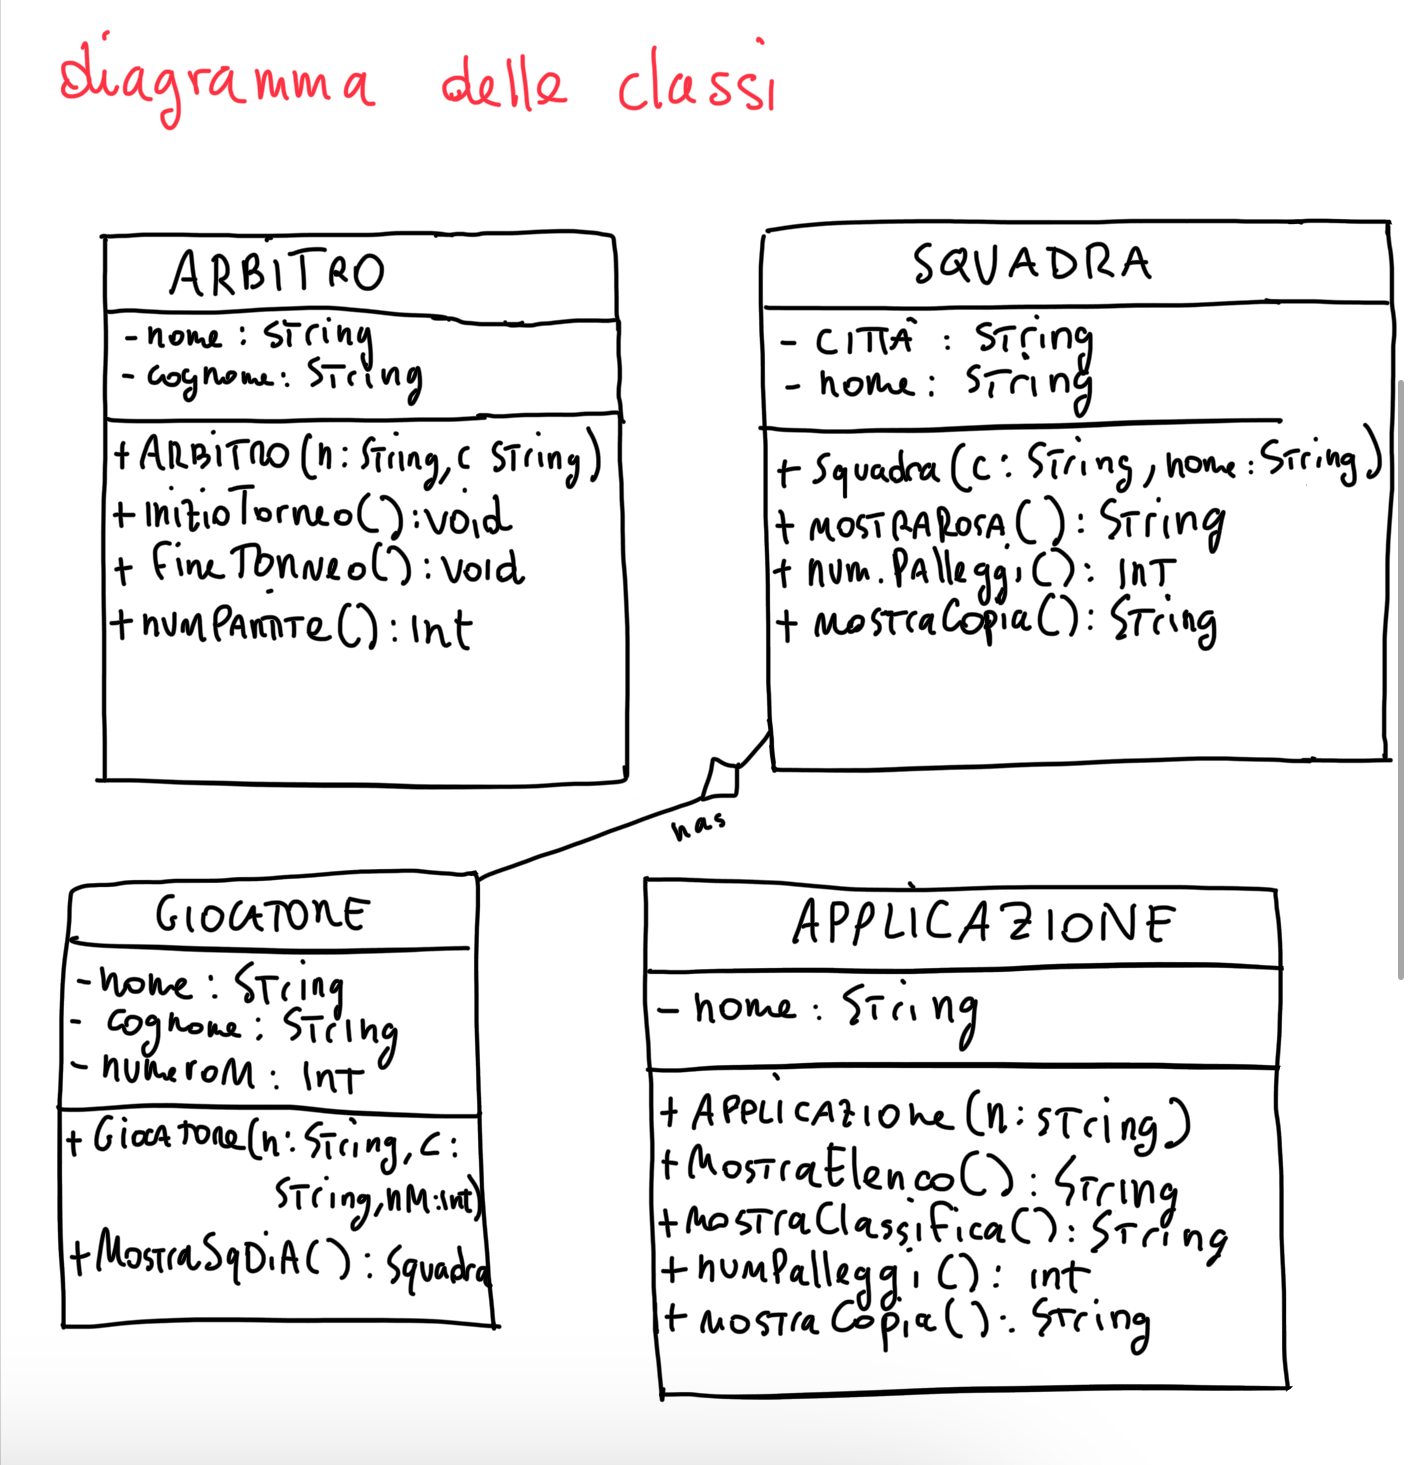 diagramma delle classi
ARBITRO
- nome : String
- cognome : String
+ ARBITRO (n : String, c String)
+ inizioTorneo() : void
+ fineTorneo() : void
+ numPartite() : Int
SQUADRA
- CITTÀ : String
- nome : String
+ Squadra (c : String, nome : String)
+ MOSTRAROSA() : String
+ num.Palleggi() : INT
+ mostraCopia() : String
has
GIOCATORE
- nome : String
- cognome : String
- numeroM : INT
+ GiocATORe(n : String, c :
String, nM : int)
+ MostraSqDiA() : Squadra
APPLICAZIONE
- nome : String
+ APPLiCAZione (n : String)
+ MostraElenco() : String
+ mostraClassifica() : String
+ numPalleggi() : int
+ mostraCopia() : String